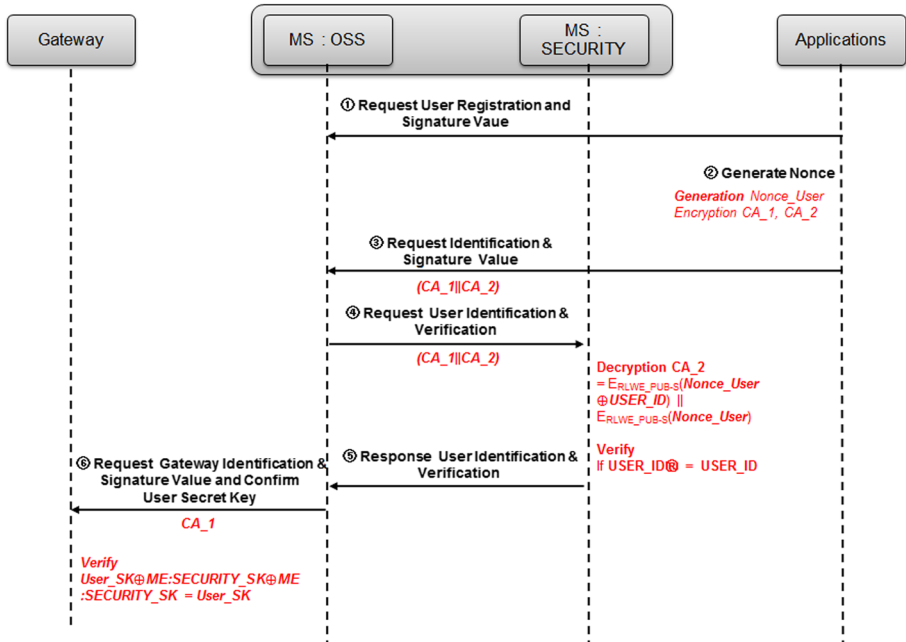 Gateway
MS : OSS
MS :
SECURITY
Applications
① Request User Registration and
Signature Vaue
② Generate Nonce
Generation Nonce_User
Encryption CA_1, CA_2
③ Request Identification &
Signature Value
(CA_1||CA_2)
④ Request User Identification &
Verification
(CA_1||CA_2)
Decryption CA_2
= E_RLWE_PUB-S(Nonce_User
⊕USER_ID) ||
E_RLWE_PUB-S(Nonce_User)
Verify
If USER_ID® = USER_ID
⑤ Response User Identification &
Verification
⑥ Request Gateway Identification &
Signature Value and Confirm
User Secret Key
CA_1
Verify
User_SK⊕ME:SECURITY_SK⊕ME
:SECURITY_SK = User_SK